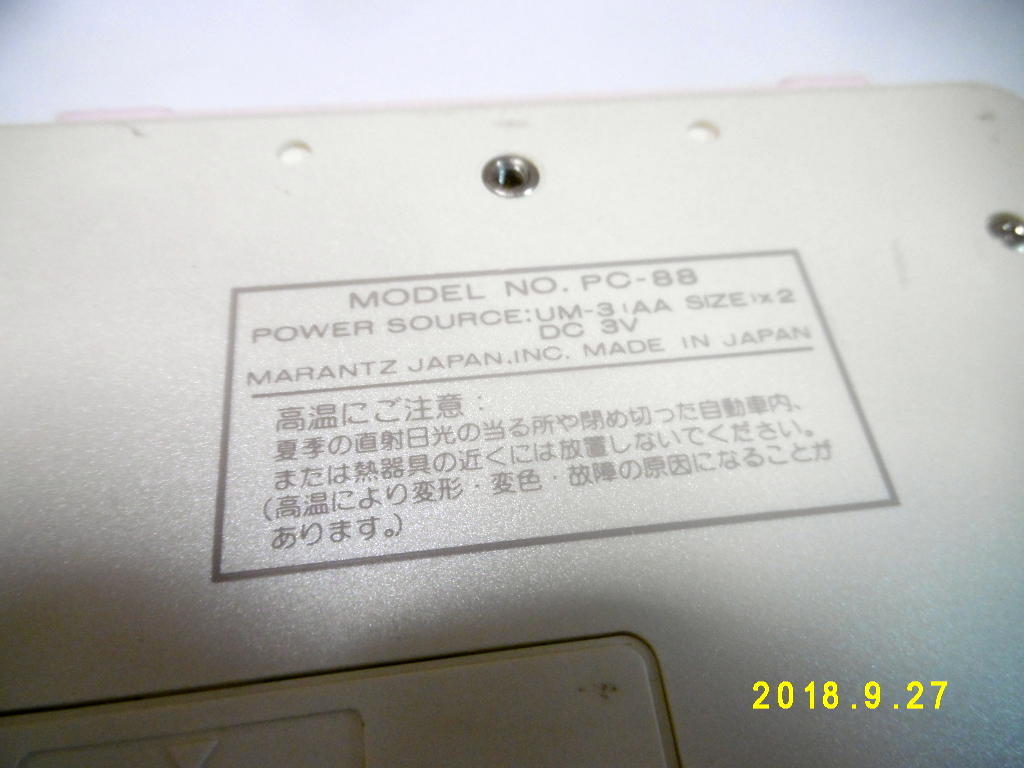 MODEL NO. PC-88
POWER SOURCE:UM-3(AA SIZE)x2
DC 3V
MARANTZ JAPAN.INC. MADE IN JAPAN
高温にご注意:
夏季の直射日光の当る所や閉め切った自動車内、
または熱器具の近くには放置しないでください。
(高温により変形・変色・故障の原因になることが
あります。)
2018.9.27